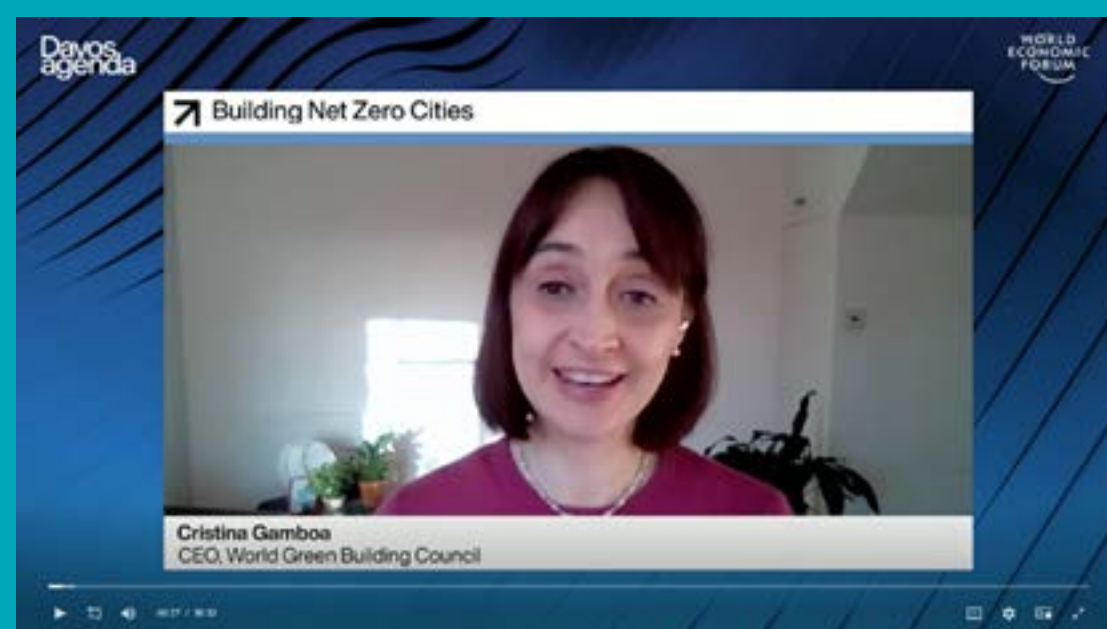 Davos
agenda
WORLD
ECONOMIC
FORUM
Building Net Zero Cities
Cristina Gamboa
CEO, World Green Building Council